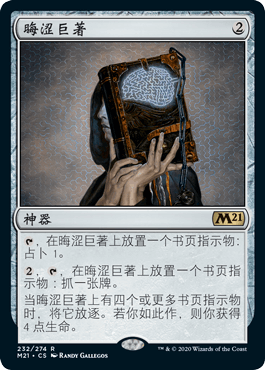 晦涩巨著 2
神器 M21
，在晦涩巨著上放置一个书页指示物：
占卜1。
2，，在晦涩巨著上放置一个书页指
示物：抓一张牌。
当晦涩巨著上有四个或更多书页指示物
时，将它放逐。若你如此作，则你获得
4点生命。
232/274 R
M21 • CS RANDY GALLEGOS
™ & © 2020 Wizards of the Coast